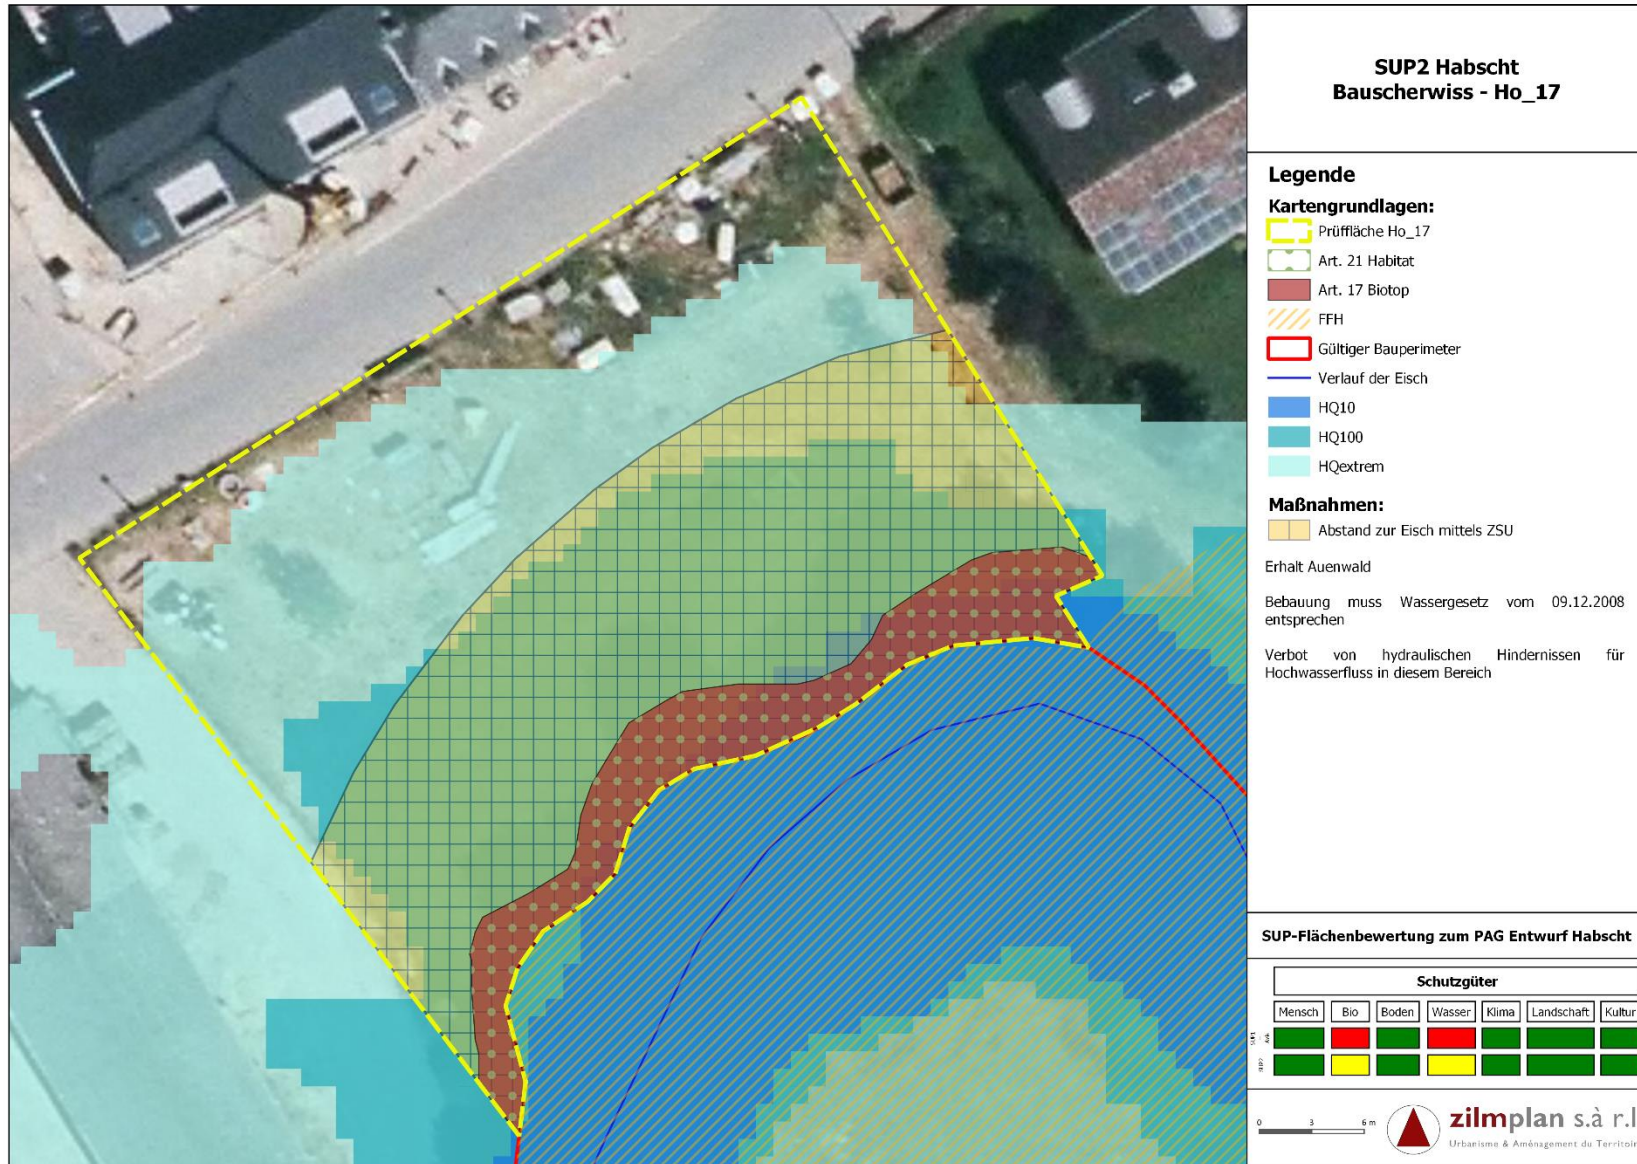 SUP2 Habscht
Bauscherwiss - Ho_17
Legende
Kartengrundlagen:
Prüffläche Ho_17
Art. 21 Habitat
Art. 17 Biotop
FFH
Gültiger Bauperimeter
Verlauf der Eisch
HQ10
HQ100
HQextrem
Maßnahmen:
Abstand zur Eisch mittels ZSU
Erhalt Auenwald
Bebauung muss Wassergesetz vom 09.12.2008
entsprechen
Verbot von hydraulischen Hindernissen für
Hochwasserfluss in diesem Bereich
SUP-Flächenbewertung zum PAG Entwurf Habscht
Schutzgüter
Mensch Bio Boden Wasser Klima Landschaft Kultur
SUP2
0 3 6 m
zilmplan s.à r.l
Urbanisme & Aménagement du Territoir